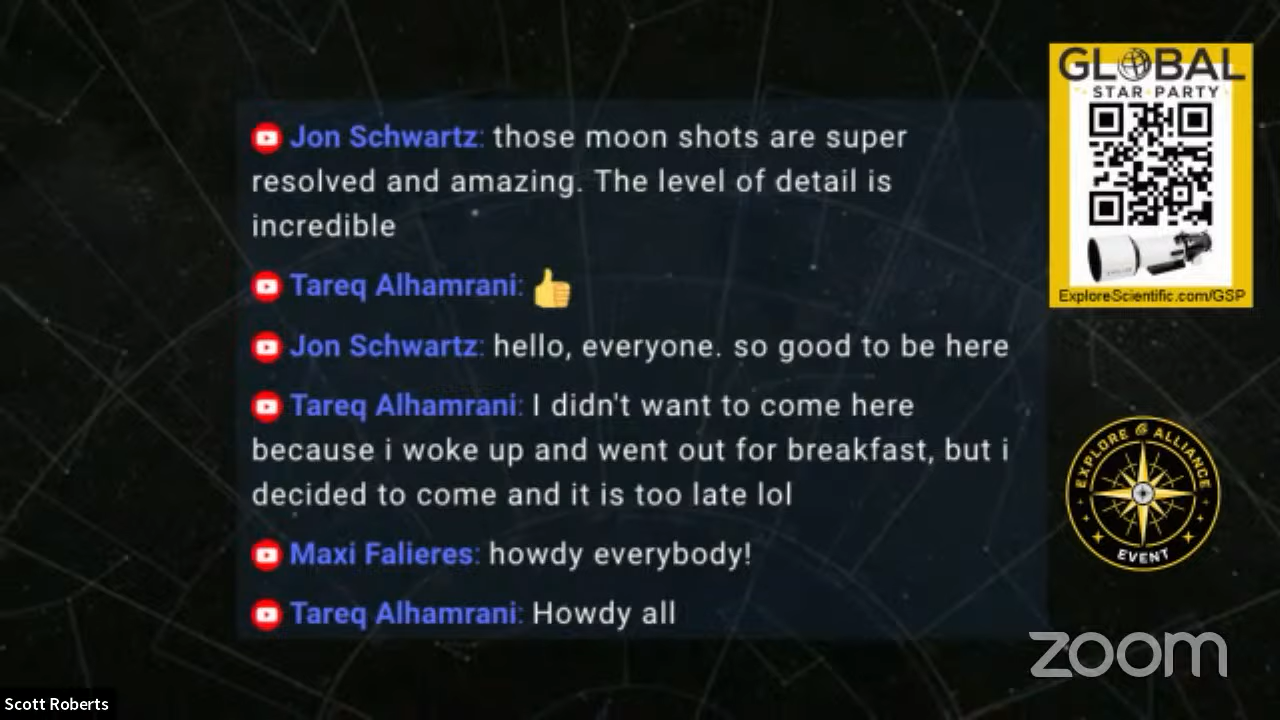 Jon Schwartz: those moon shots are super
resolved and amazing. The level of detail is
incredible
Tareq Alhamrani: 👍
Jon Schwartz: hello, everyone. so good to be here
Tareq Alhamrani: I didn't want to come here
because i woke up and went out for breakfast, but i
decided to come and it is too late lol
Maxi Falieres: howdy everybody!
Tareq Alhamrani: Howdy all
GLOBAL
STAR PARTY
ExploreScientific.com/GSP
EXPLORE ALLIANCE
EVENT
zoom
Scott Roberts